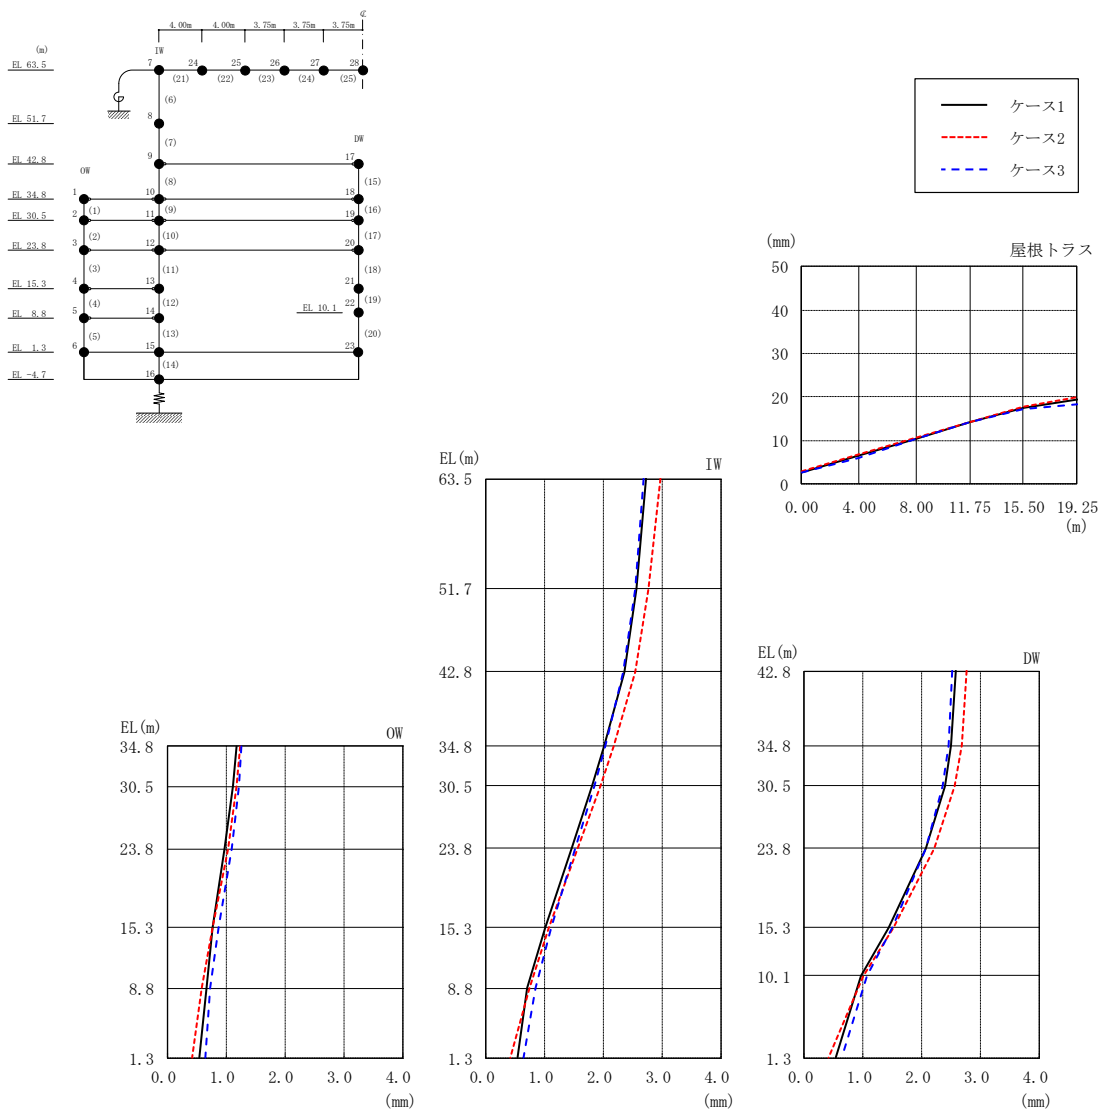 ℄
4.00m 4.00m 3.75m 3.75m 3.75m
(m)
IW
EL 63.5 7 24 25 26 27 28
(21) (22) (23) (24) (25)
(6)
EL 51.7 8
(7)
DW
EL 42.8 9 17
OW
(8) (15)
EL 34.8 1 10 18
(1) (9) (16)
EL 30.5 2 11 19
(2) (10) (17)
EL 23.8 3 12 20
(3) (11) (18)
EL 15.3 4 13 21
(4) (12) (19)
EL 10.1 22
EL 8.8 5 14
(5) (13) (20)
EL 1.3 6 15 23
(14)
EL -4.7 16
ケース1
ケース2
ケース3
(mm) 屋根トラス
50
40
30
20
10
0
0.00 4.00 8.00 11.75 15.50 19.25
(m)
EL(m) IW
63.5
51.7
42.8
34.8
30.5
23.8
15.3
8.8
1.3
0.0 1.0 2.0 3.0 4.0
(mm)
EL(m) DW
42.8
34.8
30.5
23.8
15.3
10.1
1.3
0.0 1.0 2.0 3.0 4.0
(mm)
EL(m) OW
34.8
30.5
23.8
15.3
8.8
1.3
0.0 1.0 2.0 3.0 4.0
(mm)